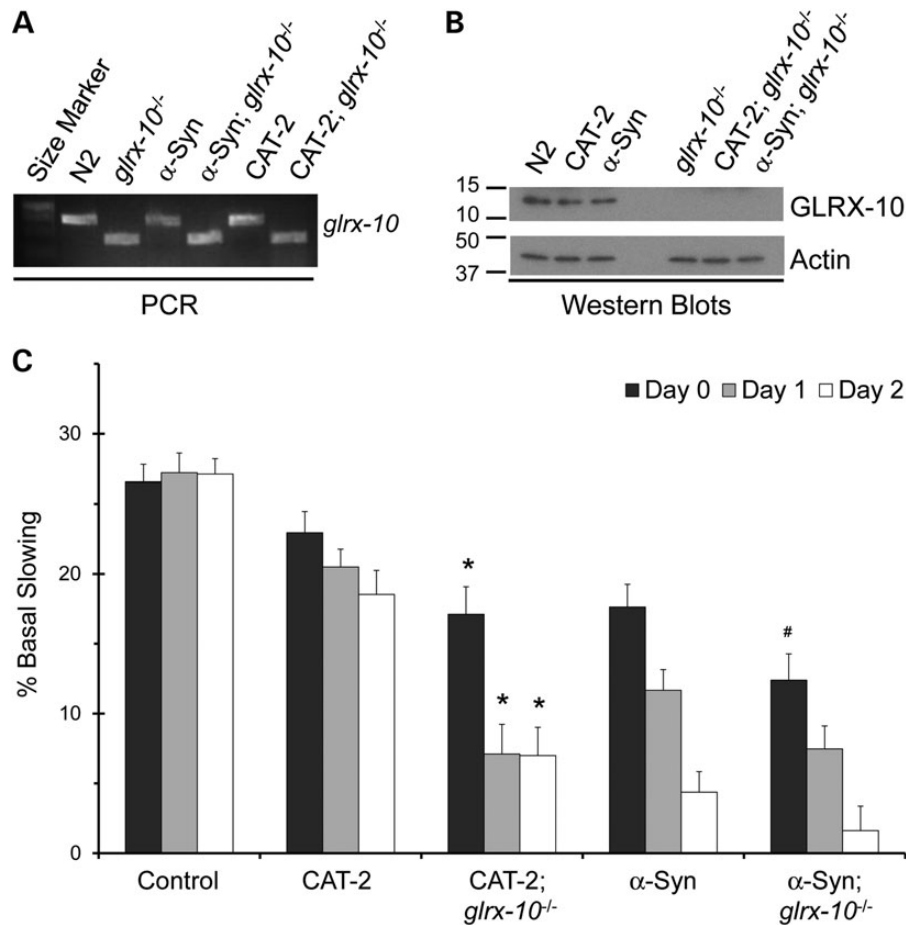 A
Size Marker
N2
glrx-10-/-
α-Syn
α-Syn; glrx-10-/-
CAT-2
CAT-2; glrx-10-/-
glrx-10
PCR
B
N2
CAT-2
α-Syn
glrx-10-/-
CAT-2; glrx-10-/-
α-Syn; glrx-10-/-
15
10
GLRX-10
50
37
Actin
Western Blots
C
Day 0 Day 1 Day 2
% Basal Slowing
30
20
10
0
*
*
*
#
Control CAT-2 CAT-2; α-Syn α-Syn;
glrx-10-/- glrx-10-/-